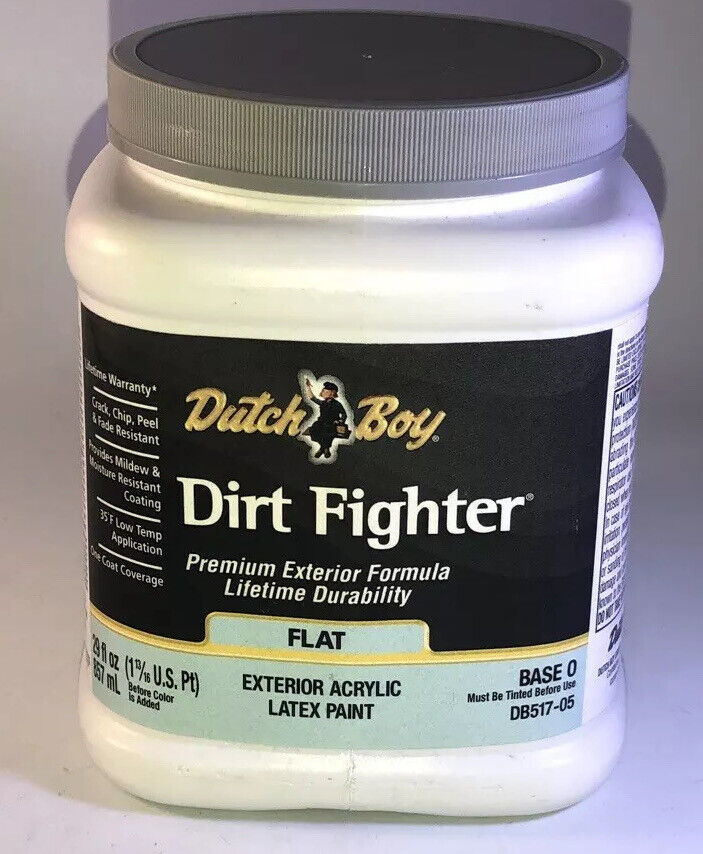 Dutch Boy®
Dirt Fighter®
Premium Exterior Formula
Lifetime Durability
Lifetime Warranty*
Crack, Chip, Peel
& Fade Resistant
Provides Mildew &
Moisture Resistant
Coating
35°F Low Temp
Application
One Coat Coverage
FLAT
29 fl oz (1 13/16 U.S. Pt)
857 mL
Before Color
Is Added
EXTERIOR ACRYLIC
LATEX PAINT
BASE 0
Must Be Tinted Before Use
DB517-05
CAUTION